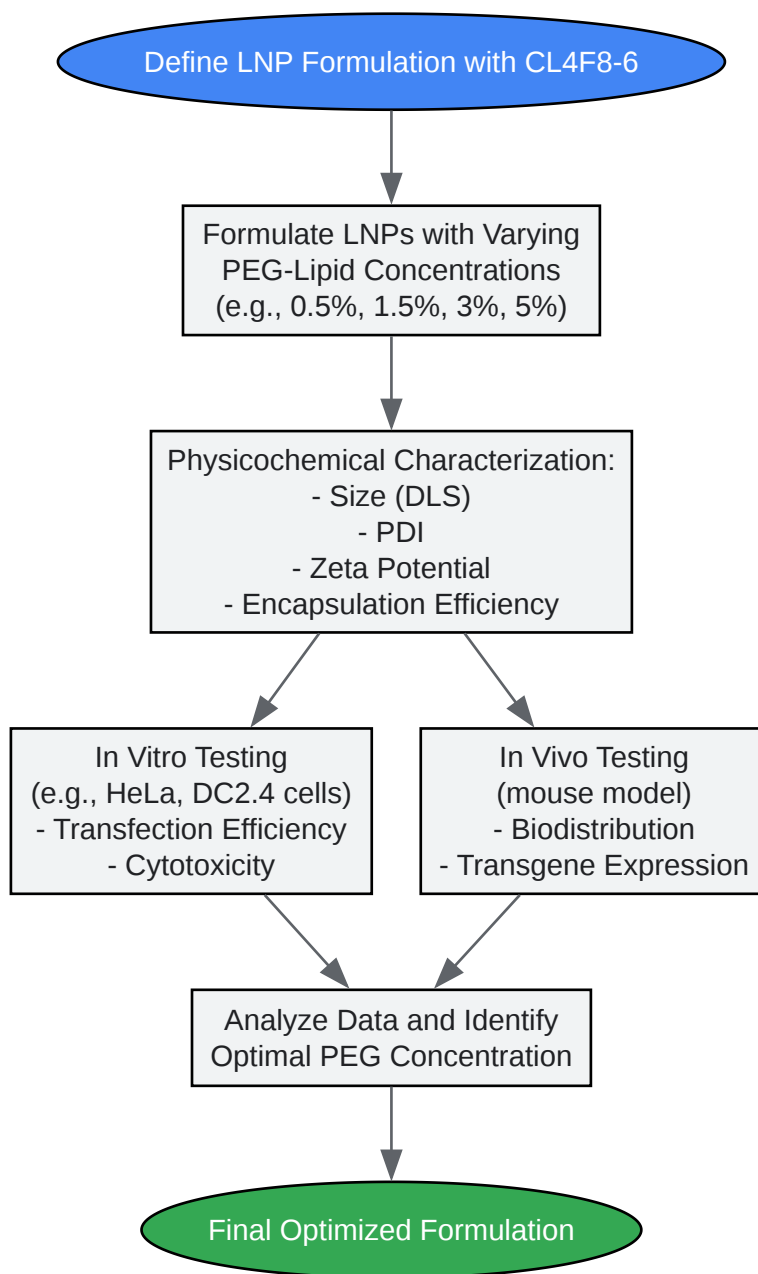 Define LNP Formulation with CL4F8-6
Formulate LNPs with Varying
PEG-Lipid Concentrations
(e.g., 0.5%, 1.5%, 3%, 5%)
Physicochemical Characterization:
- Size (DLS)
- PDI
- Zeta Potential
- Encapsulation Efficiency
In Vitro Testing
(e.g., HeLa, DC2.4 cells)
- Transfection Efficiency
- Cytotoxicity
In Vivo Testing
(mouse model)
- Biodistribution
- Transgene Expression
Analyze Data and Identify
Optimal PEG Concentration
Final Optimized Formulation